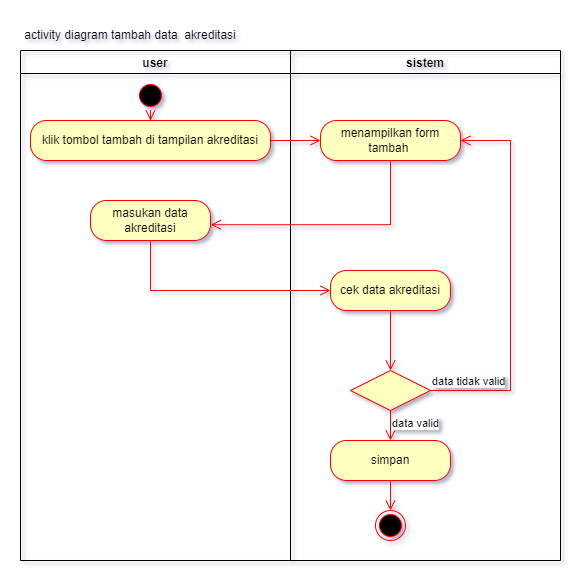 activity diagram tambah data  akreditasi
user
sistem
klik tombol tambah di tampilan akreditasi
menampilkan form
tambah
masukan data
akreditasi
cek data akreditasi
data tidak valid
data valid
simpan